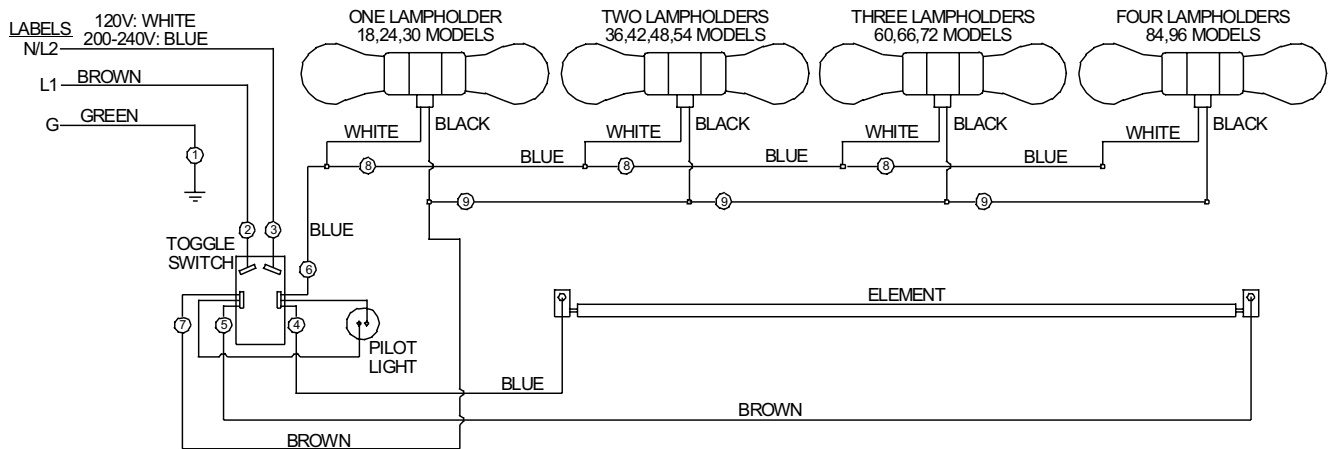 LABELS
120V: WHITE
200-240V: BLUE
N/L2
L1
BROWN
G
GREEN
1
ONE LAMPHOLDER
18,24,30 MODELS
TWO LAMPHOLDERS
36,42,48,54 MODELS
THREE LAMPHOLDERS
60,66,72 MODELS
FOUR LAMPHOLDERS
84,96 MODELS
WHITE
BLACK
WHITE
BLACK
WHITE
BLACK
WHITE
BLACK
8
BLUE
8
BLUE
8
BLUE
9
9
9
2
3
BLUE
TOGGLE
SWITCH
6
7
5
4
PILOT
LIGHT
ELEMENT
BLUE
BROWN
BROWN